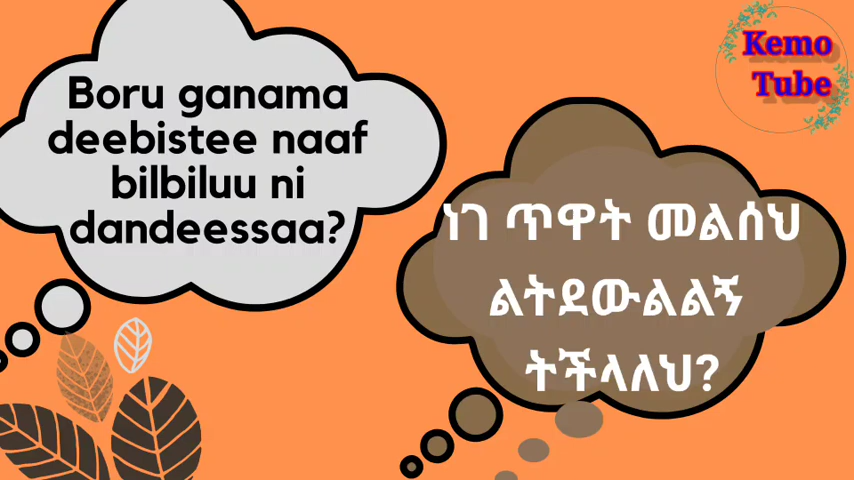 Boru ganama
deebistee naaf
bilbiluu ni
dandeessaa?
Kemo
Tube
ነገ ጥዋት መልሰህ
ልትደውልልኝ
ትችላለህ?